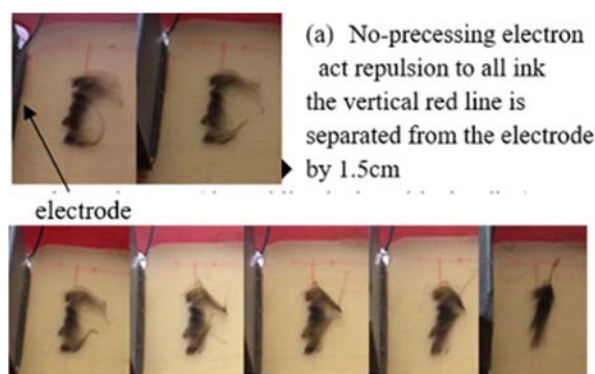 (a) No-precessing electron
act repulsion to all ink
the vertical red line is
separated from the electrode
by 1.5cm
electrode